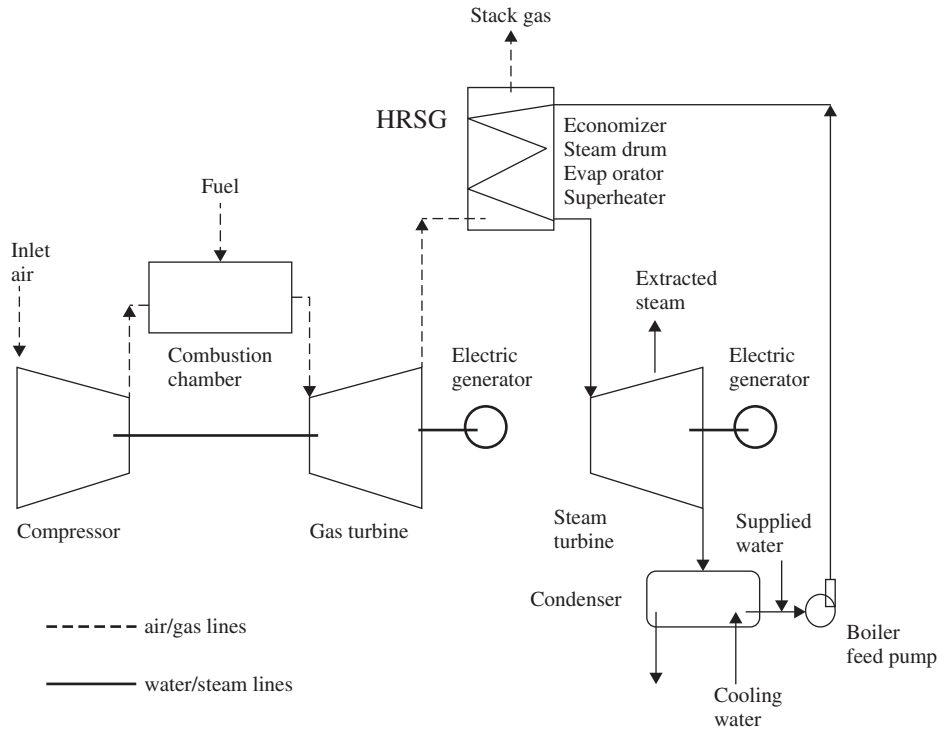 Stack gas
HRSG
Economizer
Steam drum
Evap orator
Superheater
Fuel
Inlet
air
Combustion
chamber
Extracted
steam
Electric
generator
Electric
generator
Compressor
Gas turbine
Steam
turbine
Supplied
water
Condenser
Boiler
feed pump
Cooling
water
air/gas lines
water/steam lines